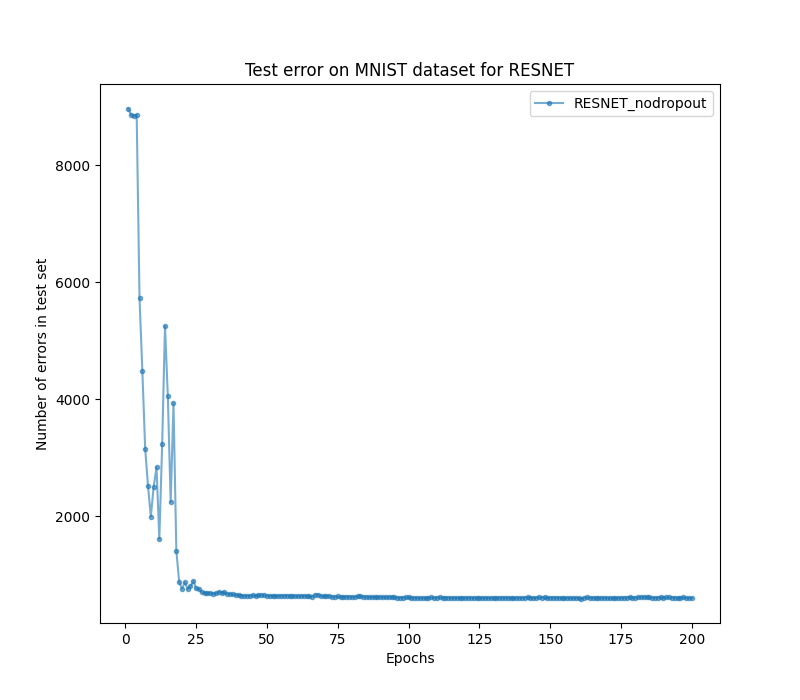 Test error on MNIST dataset for RESNET
RESNET_nodropout
8000
6000
4000
2000
Number of errors in test set
0 25 50 75 100 125 150 175 200
Epochs